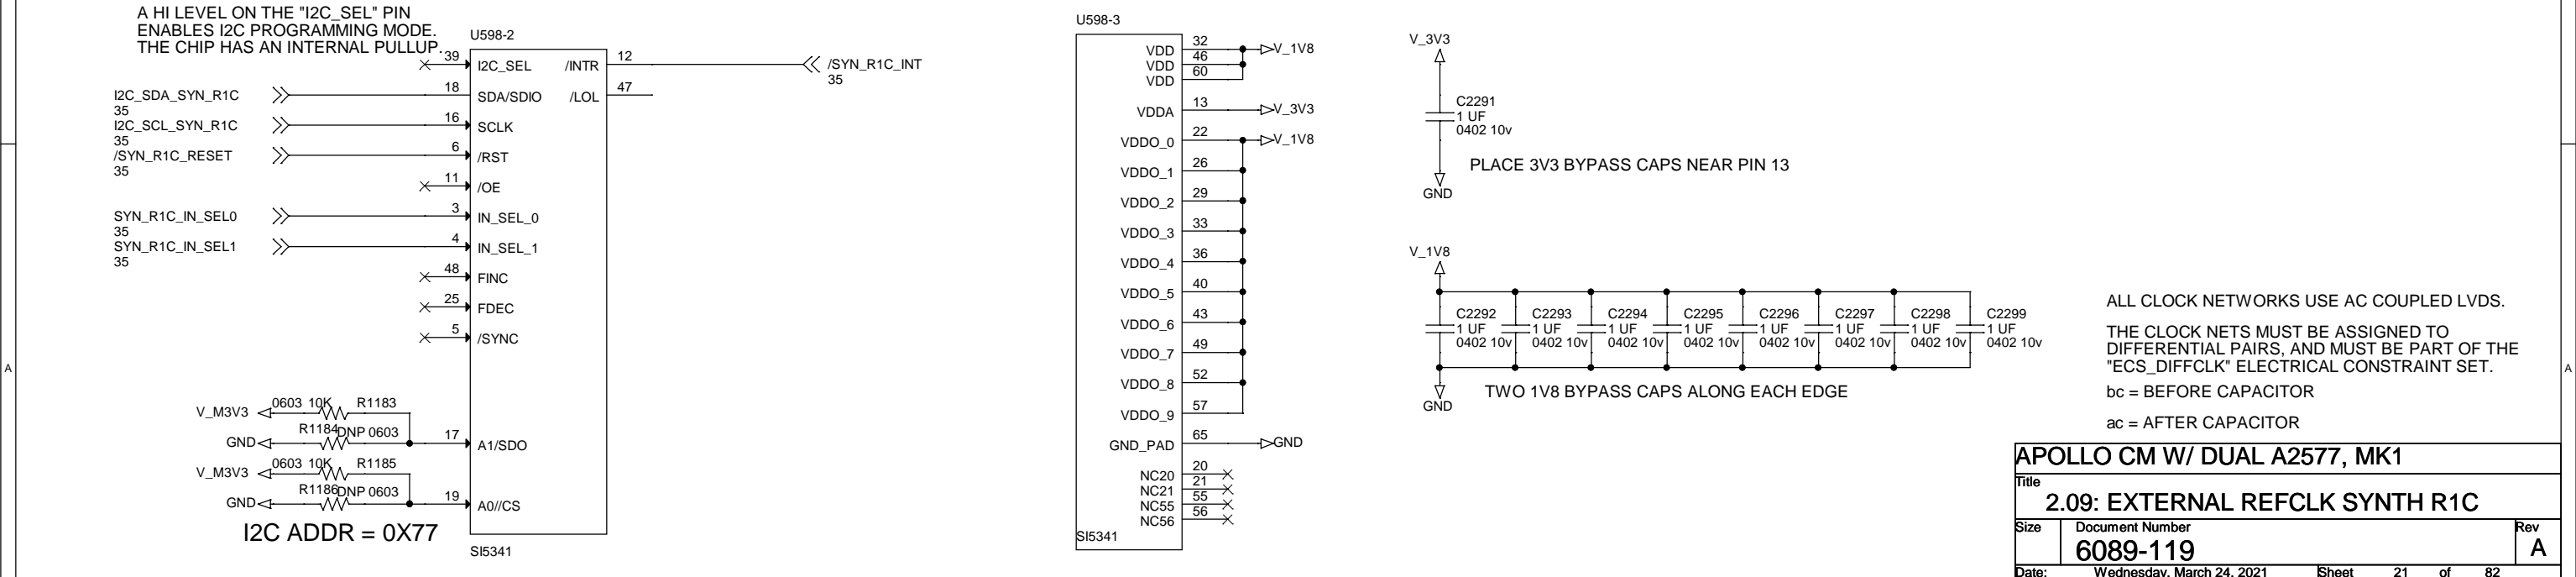 A HI LEVEL ON THE "I2C_SEL" PIN
ENABLES I2C PROGRAMMING MODE.
THE CHIP HAS AN INTERNAL PULLUP.
U598-2
39
I2C_SEL
/INTR
12
/SYN_R1C_INT
35
I2C_SDA_SYN_R1C
35
18
SDA/SDIO
/LOL
47
I2C_SCL_SYN_R1C
35
16
SCLK
/SYN_R1C_RESET
35
6
/RST
11
/OE
SYN_R1C_IN_SEL0
35
3
IN_SEL_0
SYN_R1C_IN_SEL1
35
4
IN_SEL_1
48
FINC
25
FDEC
5
/SYNC
V_M3V3
0603 10K
R1183
GND
R1184
DNP 0603
17
A1/SDO
V_M3V3
0603 10K
R1185
GND
R1186
DNP 0603
19
A0//CS
I2C ADDR = 0X77
SI5341
U598-3
VDD
32
V_1V8
VDD
46
VDD
60
VDDA
13
V_3V3
VDDO_0
22
V_1V8
VDDO_1
26
VDDO_2
29
VDDO_3
33
VDDO_4
36
VDDO_5
40
VDDO_6
43
VDDO_7
49
VDDO_8
52
VDDO_9
57
GND_PAD
65
GND
NC20
20
NC21
21
NC55
55
NC56
56
SI5341
V_3V3
C2291
1 UF
0402 10v
PLACE 3V3 BYPASS CAPS NEAR PIN 13
GND
V_1V8
C2292
1 UF
0402 10v
C2293
1 UF
0402 10v
C2294
1 UF
0402 10v
C2295
1 UF
0402 10v
C2296
1 UF
0402 10v
C2297
1 UF
0402 10v
C2298
1 UF
0402 10v
C2299
1 UF
0402 10v
GND
TWO 1V8 BYPASS CAPS ALONG EACH EDGE
ALL CLOCK NETWORKS USE AC COUPLED LVDS.
THE CLOCK NETS MUST BE ASSIGNED TO
DIFFERENTIAL PAIRS, AND MUST BE PART OF THE
"ECS_DIFFCLK" ELECTRICAL CONSTRAINT SET.
bc = BEFORE CAPACITOR
ac = AFTER CAPACITOR
A
A
APOLLO CM W/ DUAL A2577, MK1
Title
2.09: EXTERNAL REFCLK SYNTH R1C
Size
Document Number
Rev
6089-119
A
Date: Wednesday, March 24, 2021 Sheet 21 of 82